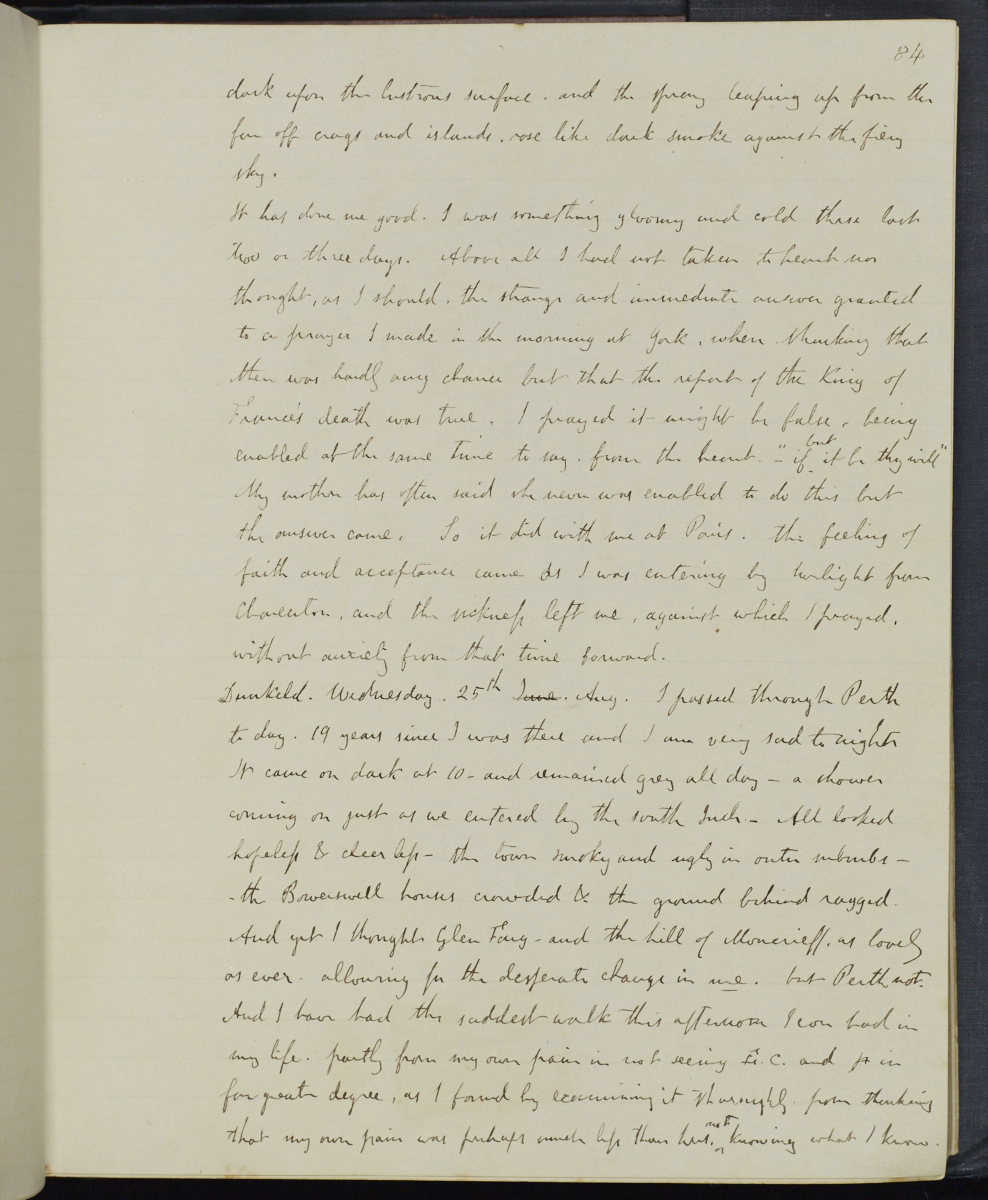 84
dark upon the lustrous surface. and the spray leaping up from the
far off crags and islands, rose like dark smoke against the fiery
sky.
It has done me good. I was something gloomy and cold these last
two or three days. Above all I had not taken to heart nor
thought, as I should, the strange and immediate answer granted
to a prayer I made in the morning at York, when thinking that
there was hardly any chance but that the report of the King of
France's death was true. I prayed it might be false, being
enabled at the same time to say. from the heart - "if but it be thy will"
My mother has often said she never was enabled to do this but
the answer came. So it did with me at Paris. the feeling of
faith and acceptance came as I was entering by twilight from
Charenton, and the sickness left me, against which I prayed,
without anxiety from that time forward.
Dunkeld. Wednesday. 25th June. Aug. I passed through Perth
to day. 19 years since I was there and I am very sad to night
It came on dark at 10 - and remained grey all day - a shower
coming on just as we entered by the south Inch. - All looked
hopeless & cheerless - the town smoky and ugly in outer suburbs -
- the Bowerswell houses crowded & the ground behind ragged.
And yet I thought Glen Farg - and the hill of Moncrieff, as lovely
as ever. allowing for the desperate change in me. but Perth not.
And I have had the saddest walk this afternoon I ever had in
my life. partly from my own pain in not seeing E.C. and in
far greater degree, as I found by examining it thoroughly. from thinking
that my own pain was perhaps much less than hers, not knowing what I know.